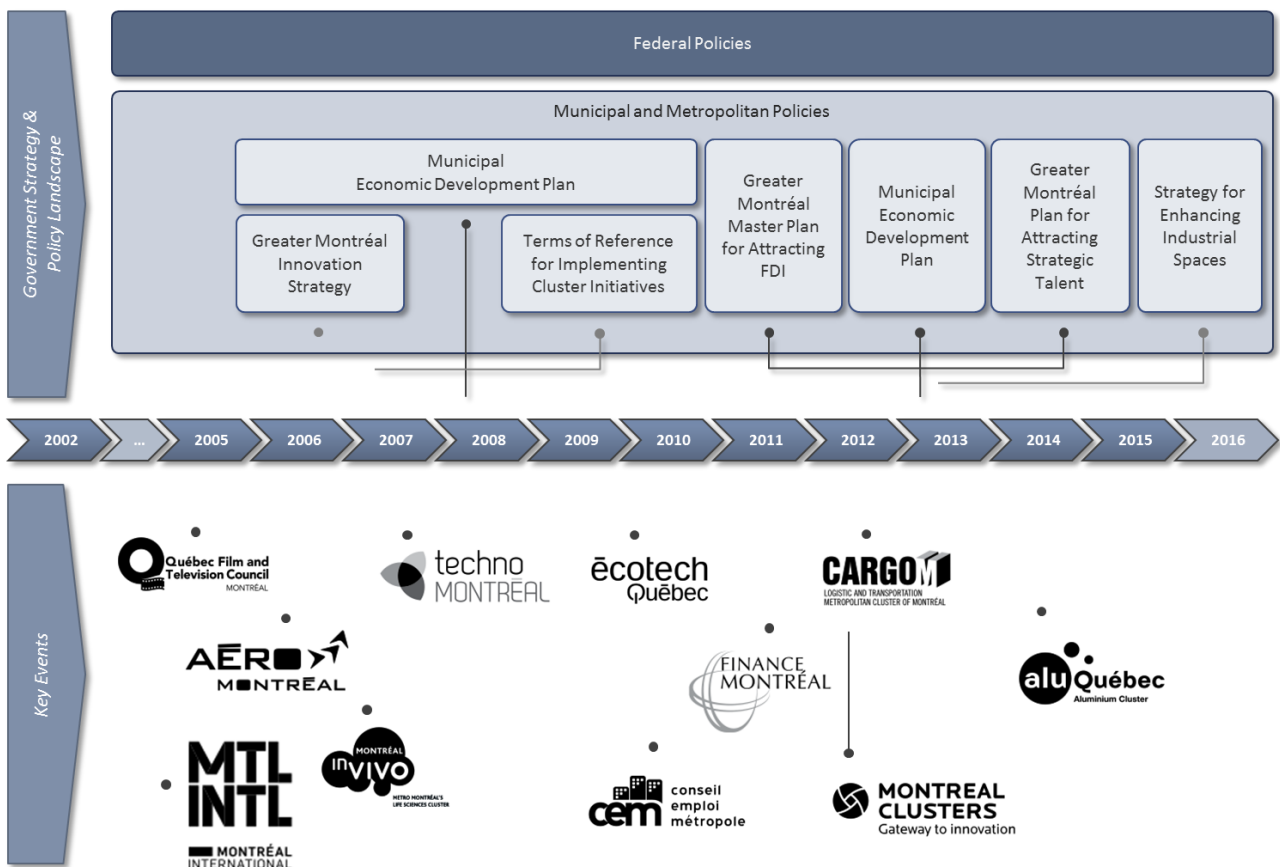 Government Strategy &
Policy Landscape
Federal Policies
Municipal and Metropolitan Policies
Municipal
Economic Development Plan
Greater Montréal
Innovation
Strategy
Terms of Reference
for Implementing
Cluster Initiatives
Greater
Montréal
Master Plan
for Attracting
FDI
Municipal
Economic
Development
Plan
Greater
Montréal
Plan for
Attracting
Strategic
Talent
Strategy for
Enhancing
Industrial
Spaces
2002
...
2005
2006
2007
2008
2009
2010
2011
2012
2013
2014
2015
2016
Key Events
Québec Film and
Television Council
MONTRÉAL
techno
MONTRÉAL
écotech
Québec
CARGO M
LOGISTIC AND TRANSPORTATION
METROPOLITAN CLUSTER OF MONTRÉAL
AÉRO
MONTRÉAL
FINANCE
MONTRÉAL
alu Québec
Aluminium Cluster
MTL
INTL
MONTRÉAL
INTERNATIONAL
MONTRÉAL
inVIVO
METRO MONTRÉAL'S
LIFE SCIENCES CLUSTER
cem
conseil
emploi
métropole
MONTREAL
CLUSTERS
Gateway to innovation